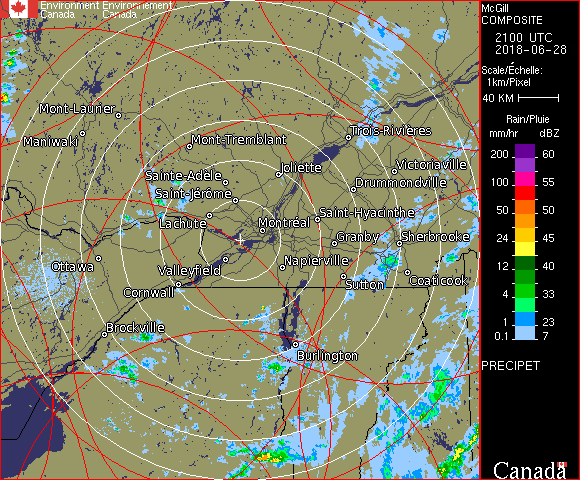 Environment Environnement
Canada Canada
McGill
COMPOSITE
2100 UTC
2018-06-28
Scale/Échelle:
1km/Pixel
40 KM
Rain/Pluie
mm/hr dBZ
200 60
100 55
50 50
24 45
12 40
4 33
1 23
0.1 7
PRECIPET
Canada
Mont-Laurier
Maniwaki
Mont-Tremblant
Trois-Rivières
Joliette
Victoriaville
Sainte-Adèle
Drummondville
Saint-Jérôme
Saint-Hyacinthe
Lachute
Montréal
Granby
Sherbrooke
Ottawa
Valleyfield
Napierville
Sutton
Coaticook
Cornwall
Brockville
Burlington